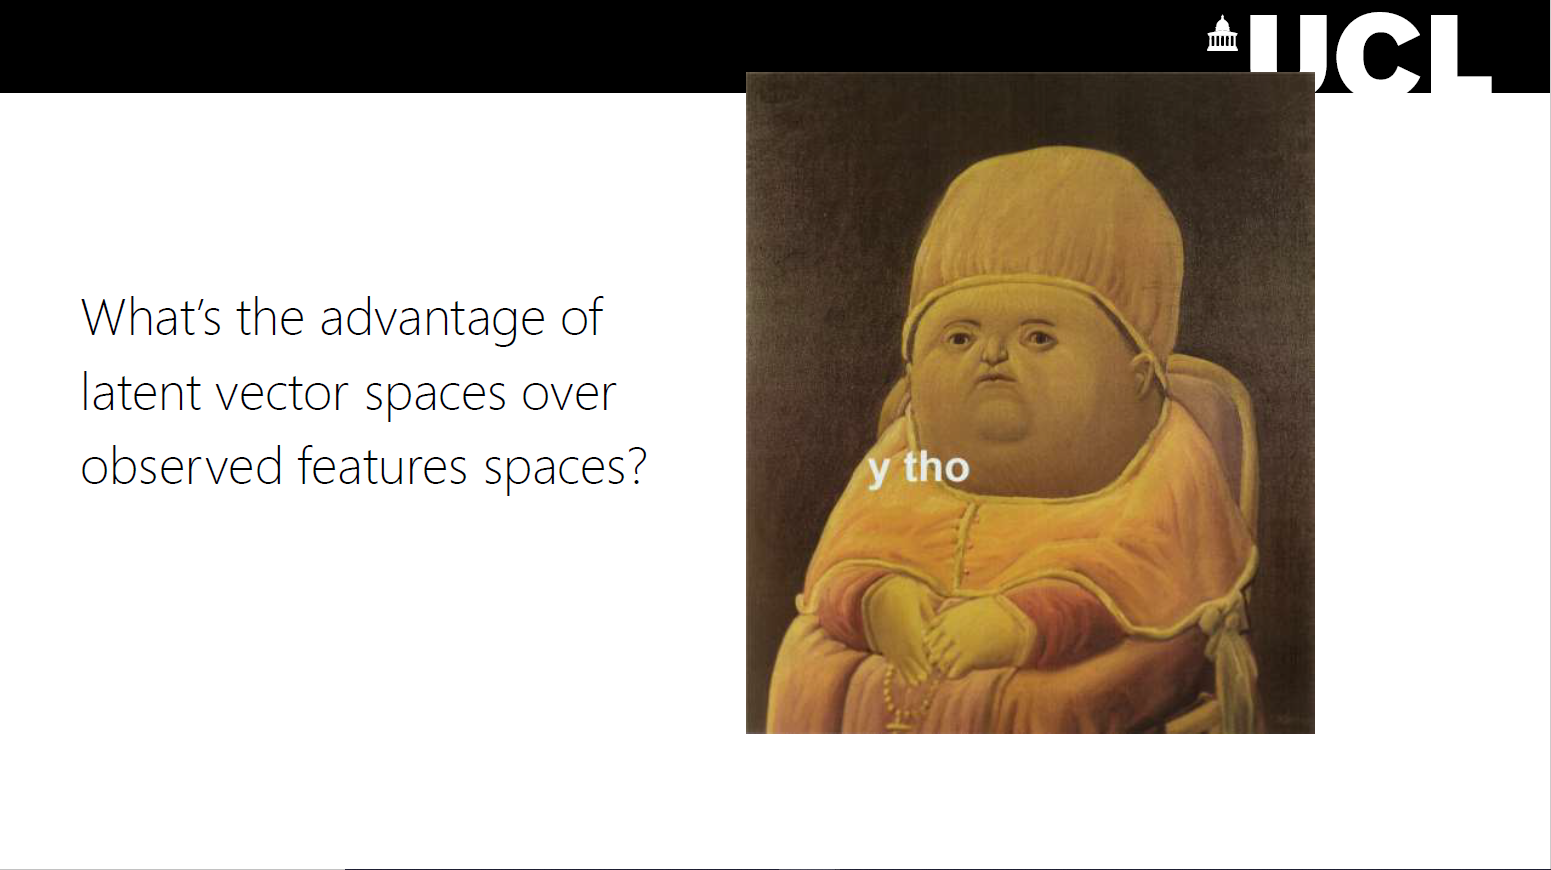 UCL
What's the advantage of
latent vector spaces over
observed features spaces?
y tho